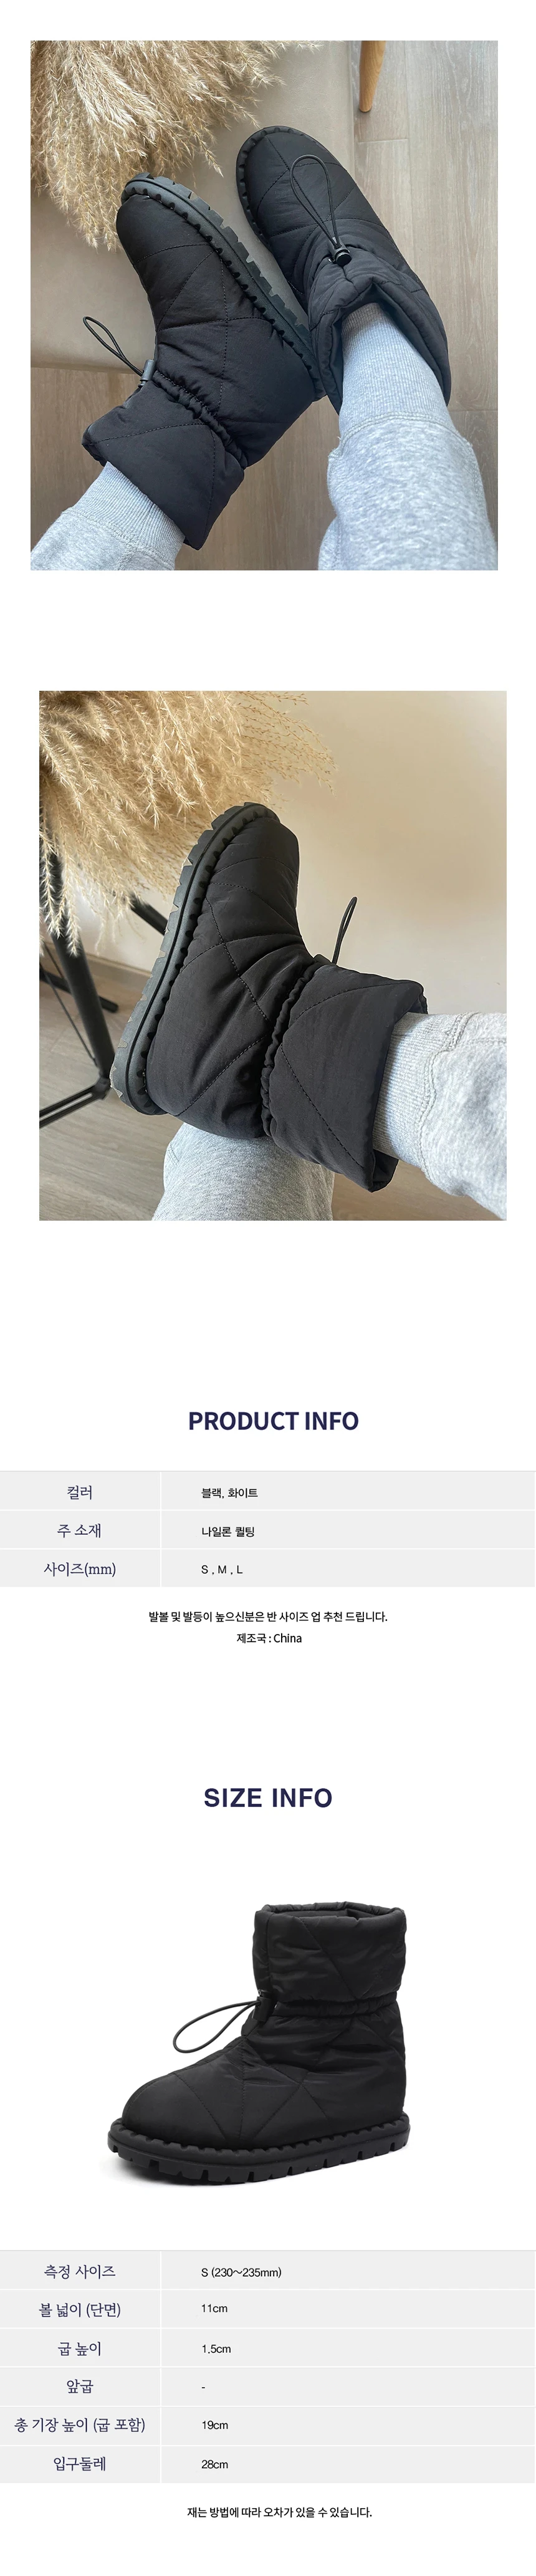 PRODUCT INFO
컬러 블랙, 화이트
주 소재 나일론 퀼팅
사이즈(mm) S , M , L
발볼 및 발등이 높으신분은 반 사이즈 업 추천 드립니다.
제조국 : China
SIZE INFO
측정 사이즈 S (230~235mm)
볼 넓이 (단면) 11cm
굽 높이 1.5cm
앞굽 -
총 기장 높이 (굽 포함) 19cm
입구둘레 28cm
재는 방법에 따라 오차가 있을 수 있습니다.